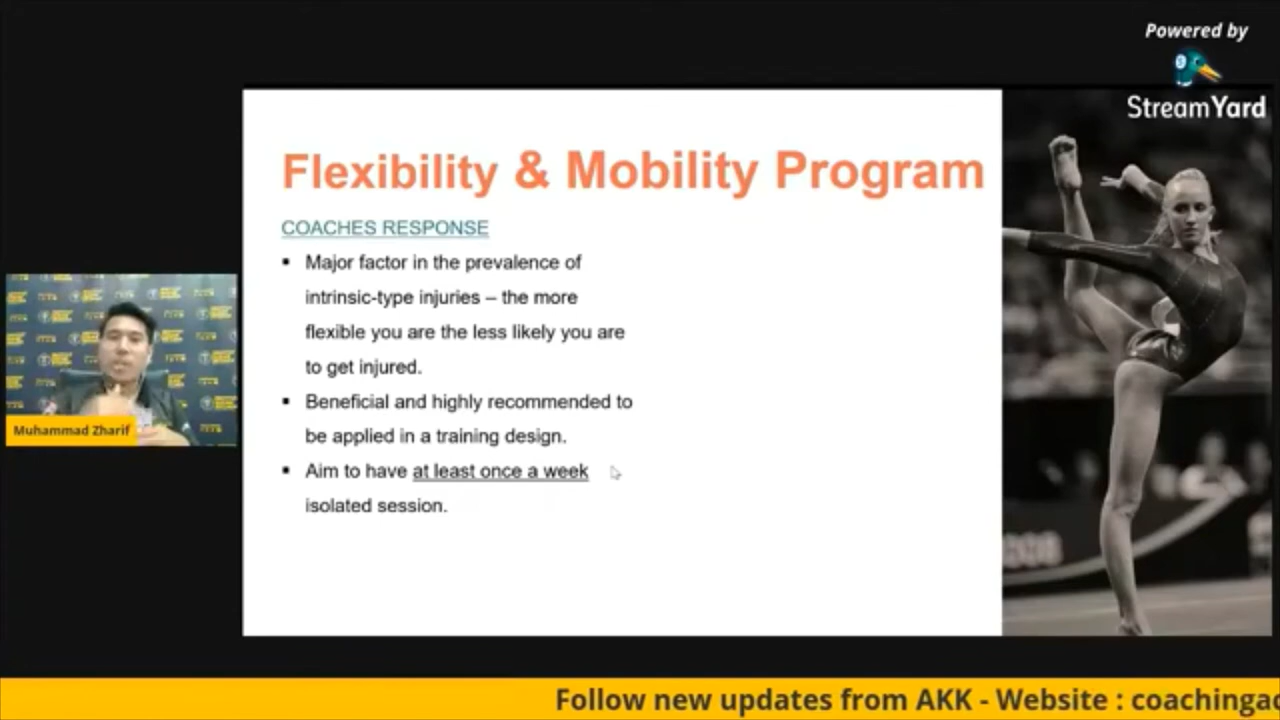 Powered by
StreamYard
Flexibility & Mobility Program
COACHES RESPONSE
▪ Major factor in the prevalence of
intrinsic-type injuries – the more
flexible you are the less likely you are
to get injured.
▪ Beneficial and highly recommended to
be applied in a training design.
▪ Aim to have at least once a week
isolated session.
Muhammad Zharif
Follow new updates from AKK - Website : coachingac